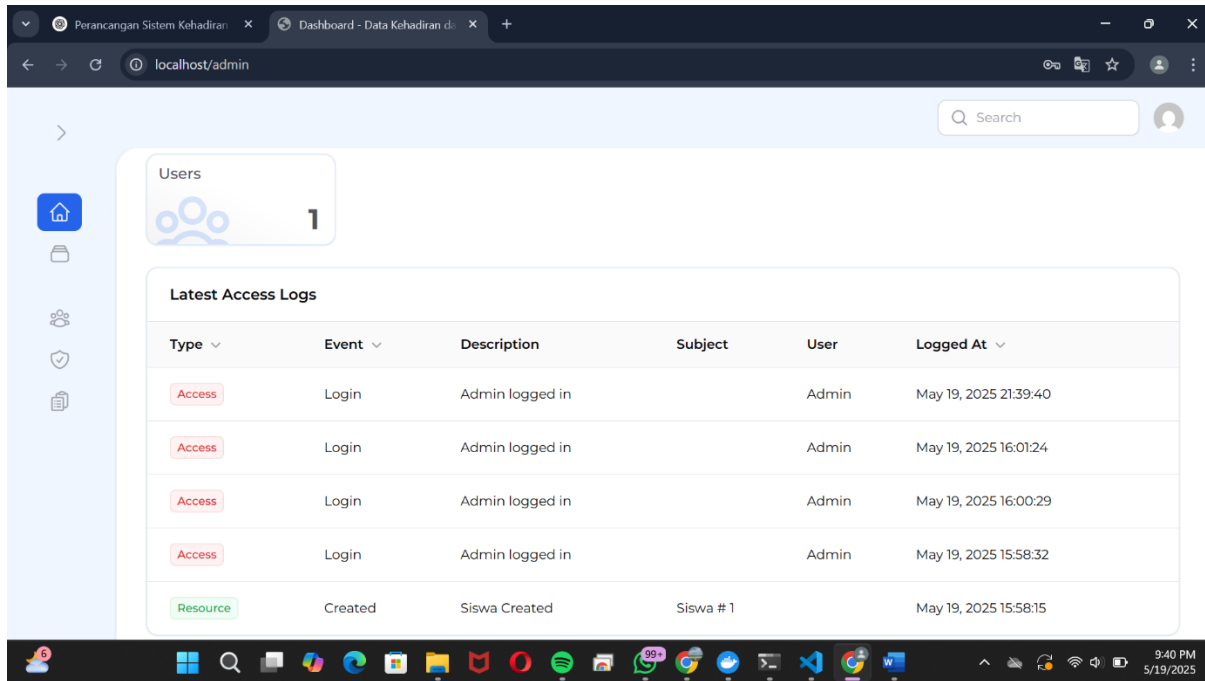 Perancangan Sistem Kehadiran
Dashboard - Data Kehadiran da
localhost/admin
Search
Users
1
Latest Access Logs
Type Event Description Subject User Logged At
Access Login Admin logged in Admin May 19, 2025 21:39:40
Access Login Admin logged in Admin May 19, 2025 16:01:24
Access Login Admin logged in Admin May 19, 2025 16:00:29
Access Login Admin logged in Admin May 19, 2025 15:58:32
Resource Created Siswa Created Siswa # 1 May 19, 2025 15:58:15
6
99+
9:40 PM
5/19/2025